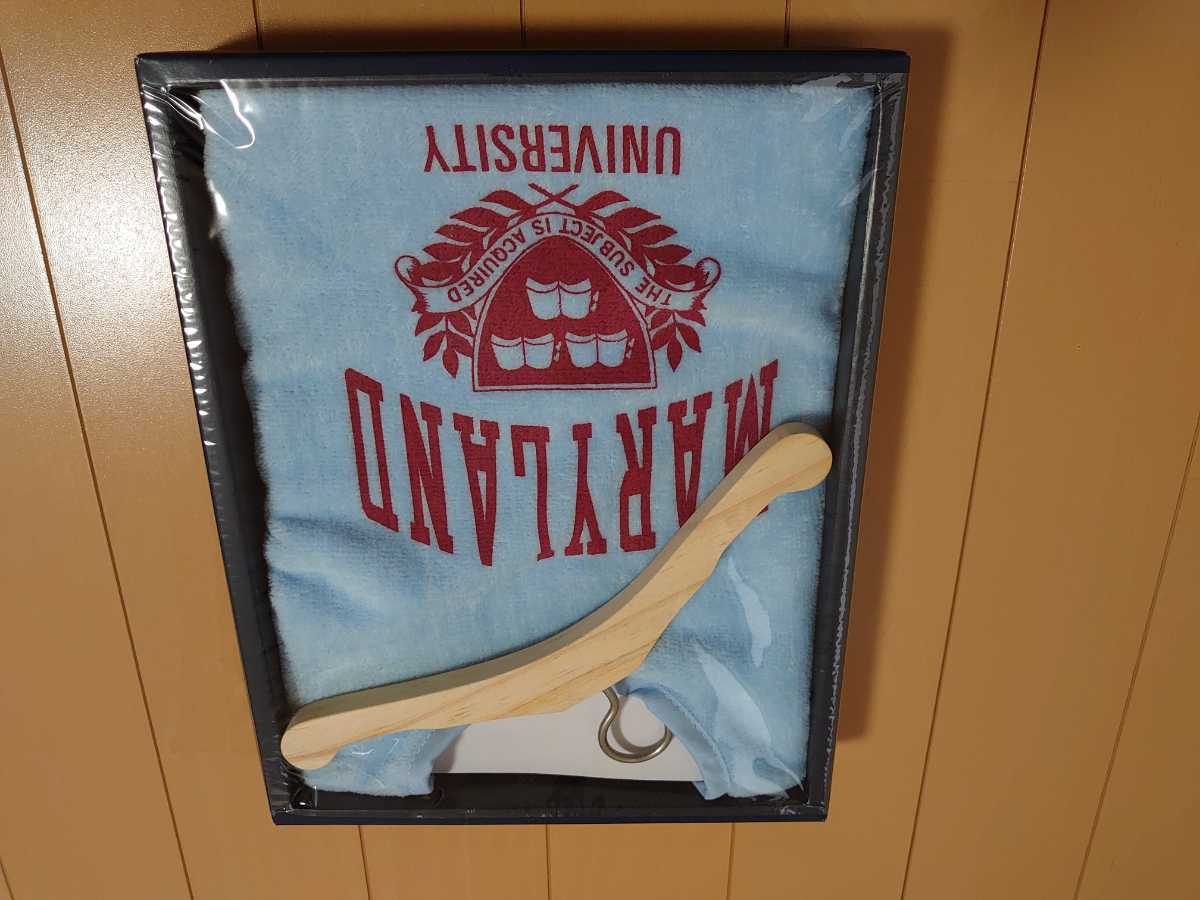 MARYLAND
THE SUBJECT IS ACQUIRED
UNIVERSITY